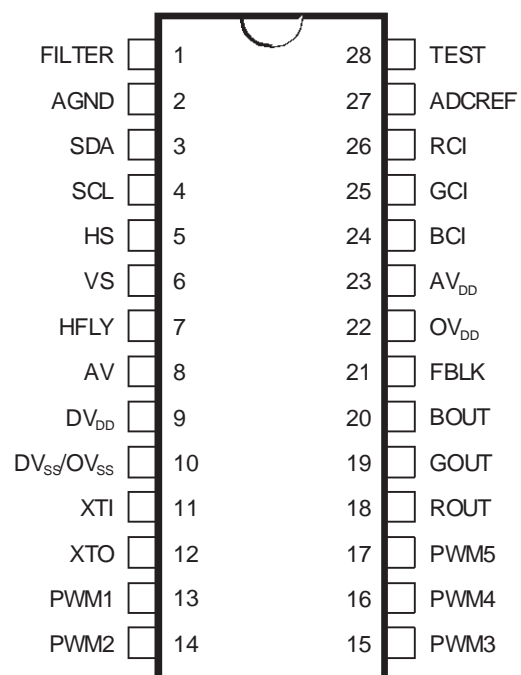 FILTER 1 28 TEST
AGND 2 27 ADCREF
SDA 3 26 RCI
SCL 4 25 GCI
HS 5 24 BCI
VS 6 23 AVDD
HFLY 7 22 OVDD
AV 8 21 FBLK
DVDD 9 20 BOUT
DVSS/OVSS 10 19 GOUT
XTI 11 18 ROUT
XTO 12 17 PWM5
PWM1 13 16 PWM4
PWM2 14 15 PWM3